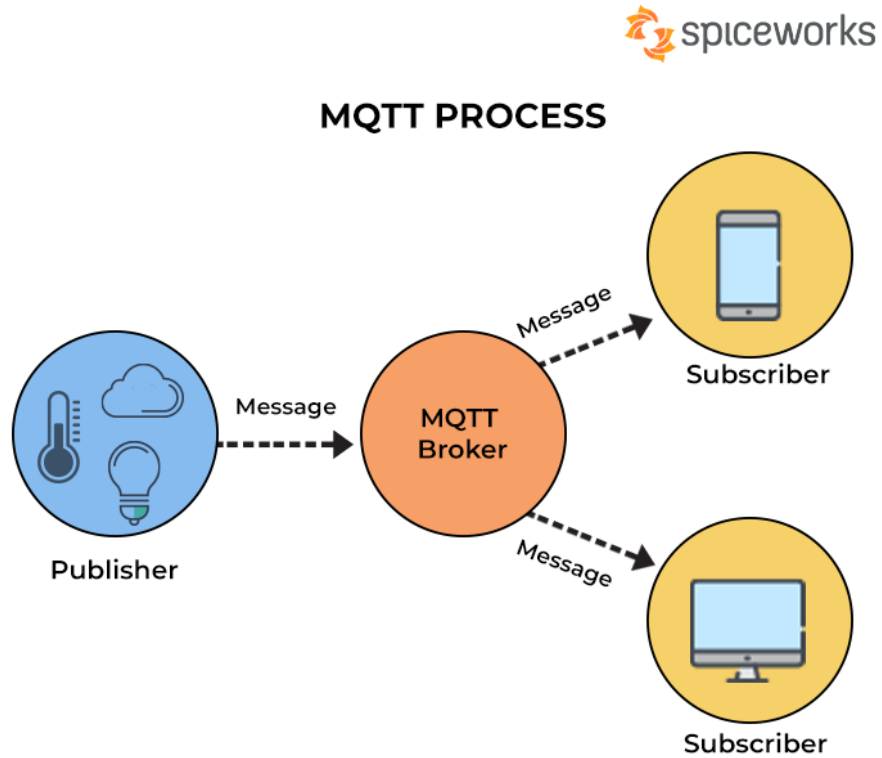 spiceworks
MQTT PROCESS
Message
Subscriber
Message
MQTT
Broker
Publisher
Message
Subscriber